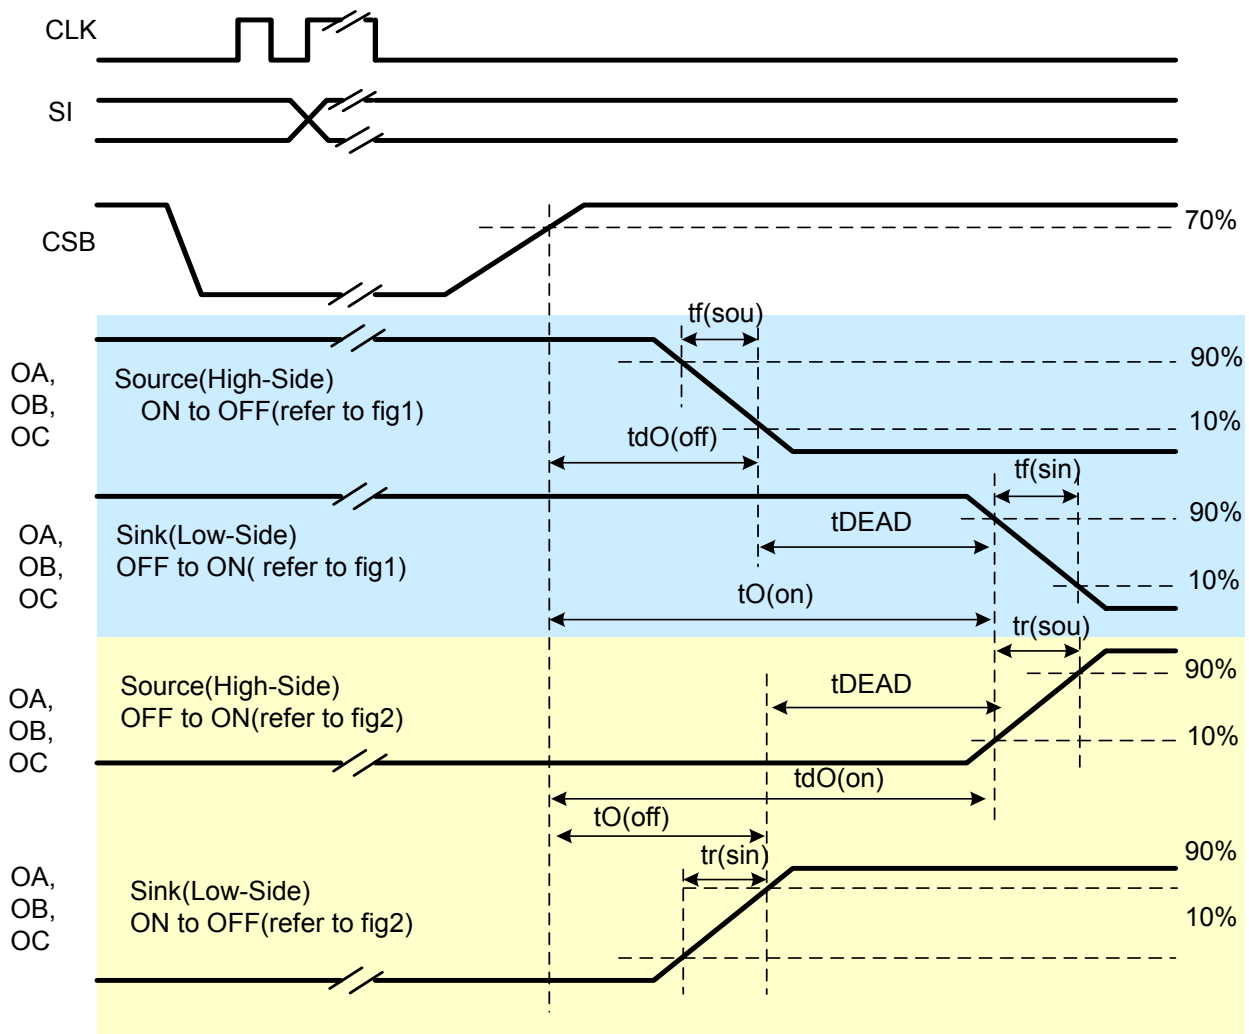 CLK
SI
CSB
70%
tf(sou)
OA,
OB,
OC
Source(High-Side)
ON to OFF(refer to fig1)
90%
10%
tdO(off)
tf(sin)
OA,
OB,
OC
Sink(Low-Side)
OFF to ON( refer to fig1)
tDEAD
90%
10%
tO(on)
tr(sou)
OA,
OB,
OC
Source(High-Side)
OFF to ON(refer to fig2)
tDEAD
90%
10%
tdO(on)
tO(off)
tr(sin)
OA,
OB,
OC
Sink(Low-Side)
ON to OFF(refer to fig2)
90%
10%